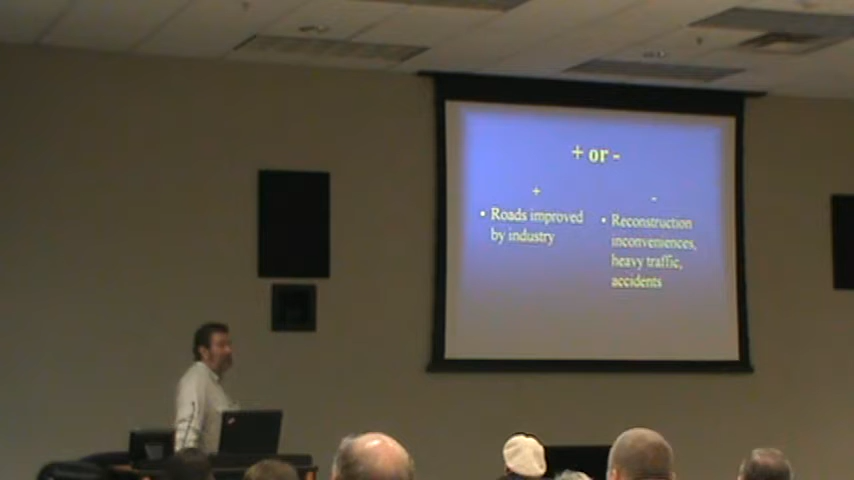 + or -
+
• Roads improved
by industry
-
• Reconstruction
inconveniences,
heavy traffic,
accidents